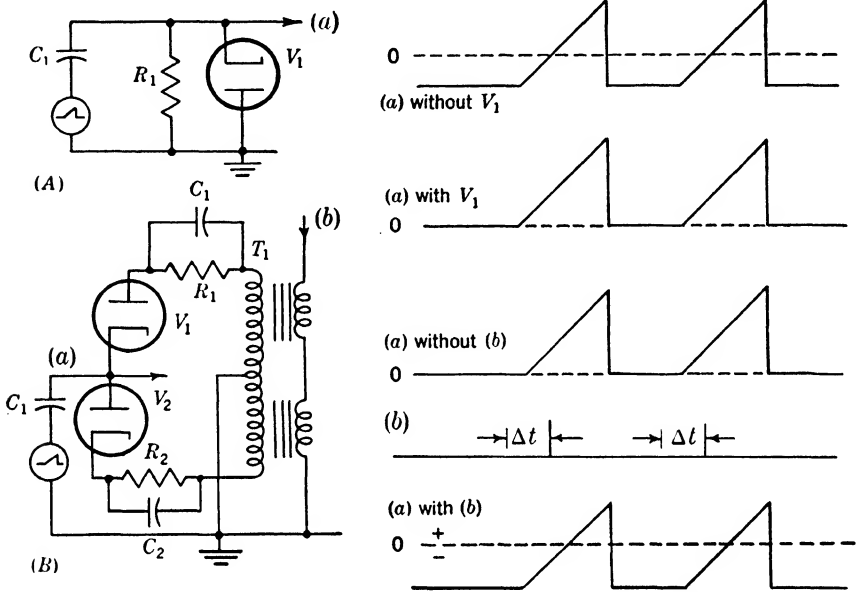 (a)
C1
R1
V1
(A)
C1
(b)
T1
R1
V1
(a)
C1
V2
R2
C2
(B)
0
(a) without V1
(a) with V1
0
(a) without (b)
0
(b)
Δt
Δt
(a) with (b)
+
0
−